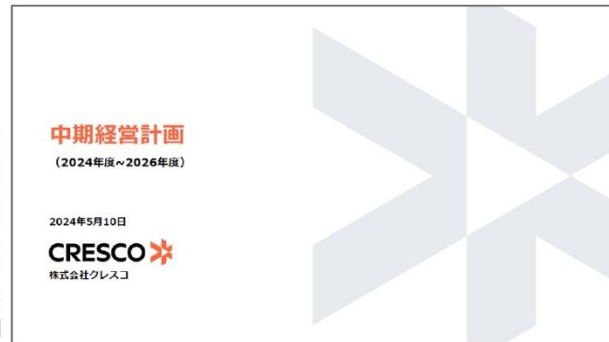 中期経営計画
（2024年度~2026年度）
2024年5月10日
CRESCO
株式会社クレスコ